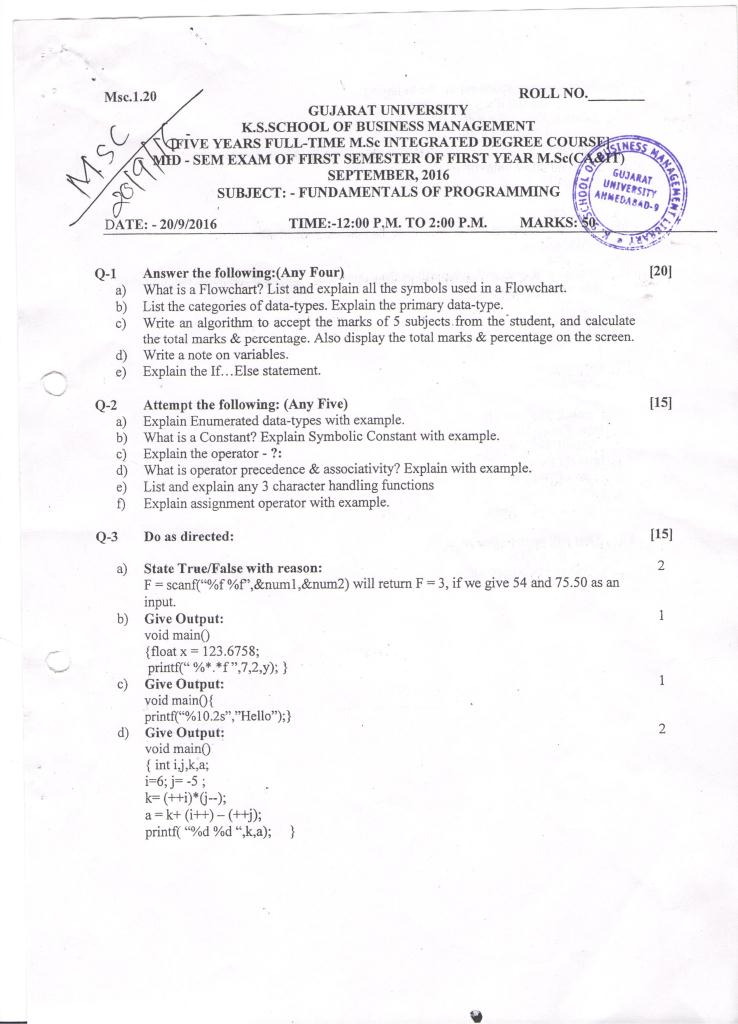 Msc.1.20
ROLL NO.________
MSC
20/9/16
GUJARAT UNIVERSITY
K.S.SCHOOL OF BUSINESS MANAGEMENT
(FIVE YEARS FULL-TIME M.Sc INTEGRATED DEGREE COURSE)
MID - SEM EXAM OF FIRST SEMESTER OF FIRST YEAR M.Sc(CA&IT)
SEPTEMBER, 2016
SUBJECT: - FUNDAMENTALS OF PROGRAMMING
K. S. SCHOOL OF BUSINESS MANAGEMENT LIBRARY
GUJARAT
UNIVERSITY
AHMEDABAD-9
DATE: - 20/9/2016 TIME:-12:00 P,M. TO 2:00 P.M. MARKS: 50
Q-1 Answer the following:(Any Four) [20]
a) What is a Flowchart? List and explain all the symbols used in a Flowchart.
b) List the categories of data-types. Explain the primary data-type.
c) Write an algorithm to accept the marks of 5 subjects from the student, and calculate
the total marks & percentage. Also display the total marks & percentage on the screen.
d) Write a note on variables.
e) Explain the If…Else statement.
Q-2 Attempt the following: (Any Five) [15]
a) Explain Enumerated data-types with example.
b) What is a Constant? Explain Symbolic Constant with example.
c) Explain the operator - ?:
d) What is operator precedence & associativity? Explain with example.
e) List and explain any 3 character handling functions
f) Explain assignment operator with example.
Q-3 Do as directed: [15]
a) State True/False with reason: 2
F = scanf(“%f %f”,&num1,&num2) will return F = 3, if we give 54 and 75.50 as an
input.
b) Give Output: 1
void main()
{float x = 123.6758;
printf(“ %*.*f ”,7,2,y); }
c) Give Output: 1
void main(){
printf(“%10.2s”,”Hello”);}
d) Give Output: 2
void main()
{ int i,j,k,a;
i=6; j= -5 ;
k= (++i)*(j--);
a = k+ (i++) – (++j);
printf( “%d %d “,k,a); }